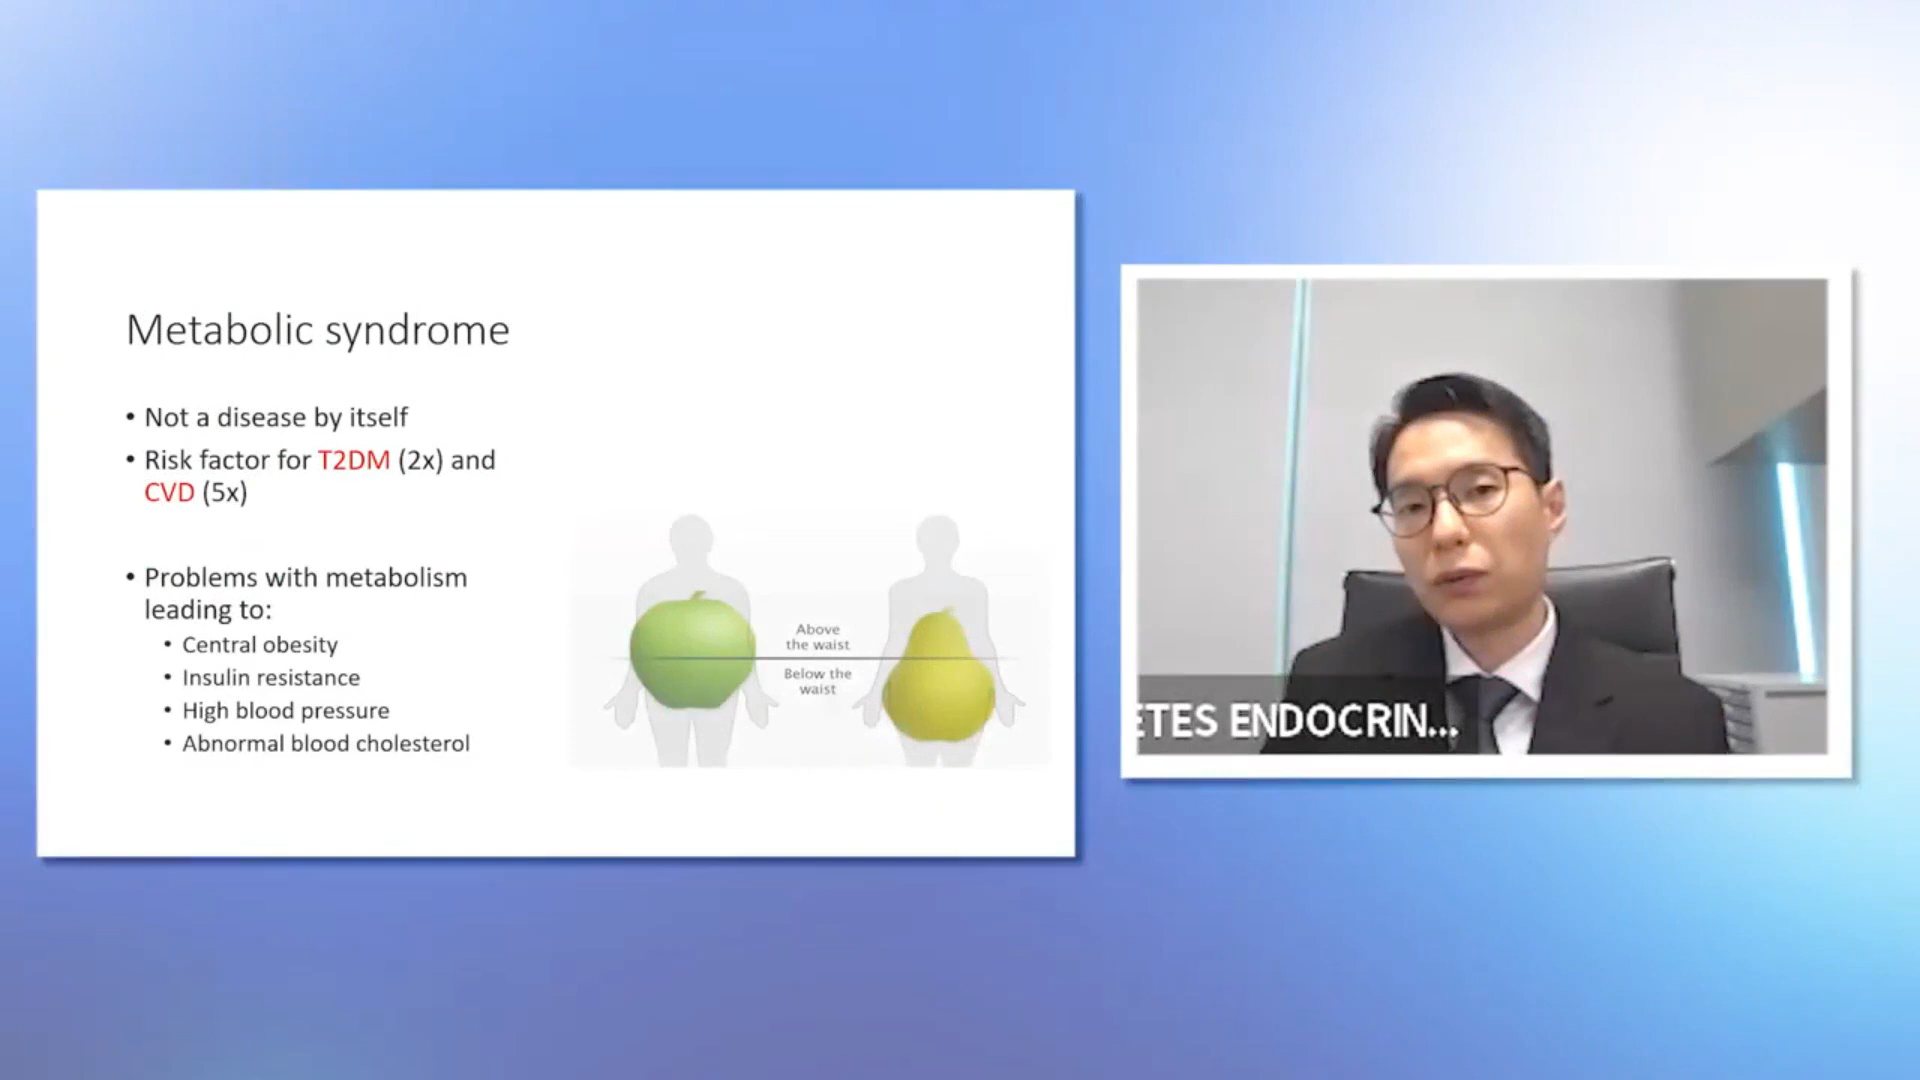 Metabolic syndrome
• Not a disease by itself
• Risk factor for T2DM (2x) and
CVD (5x)
• Problems with metabolism
leading to:
• Central obesity
• Insulin resistance
• High blood pressure
• Abnormal blood cholesterol
Above
the waist
Below the
waist
ETES ENDOCRIN...